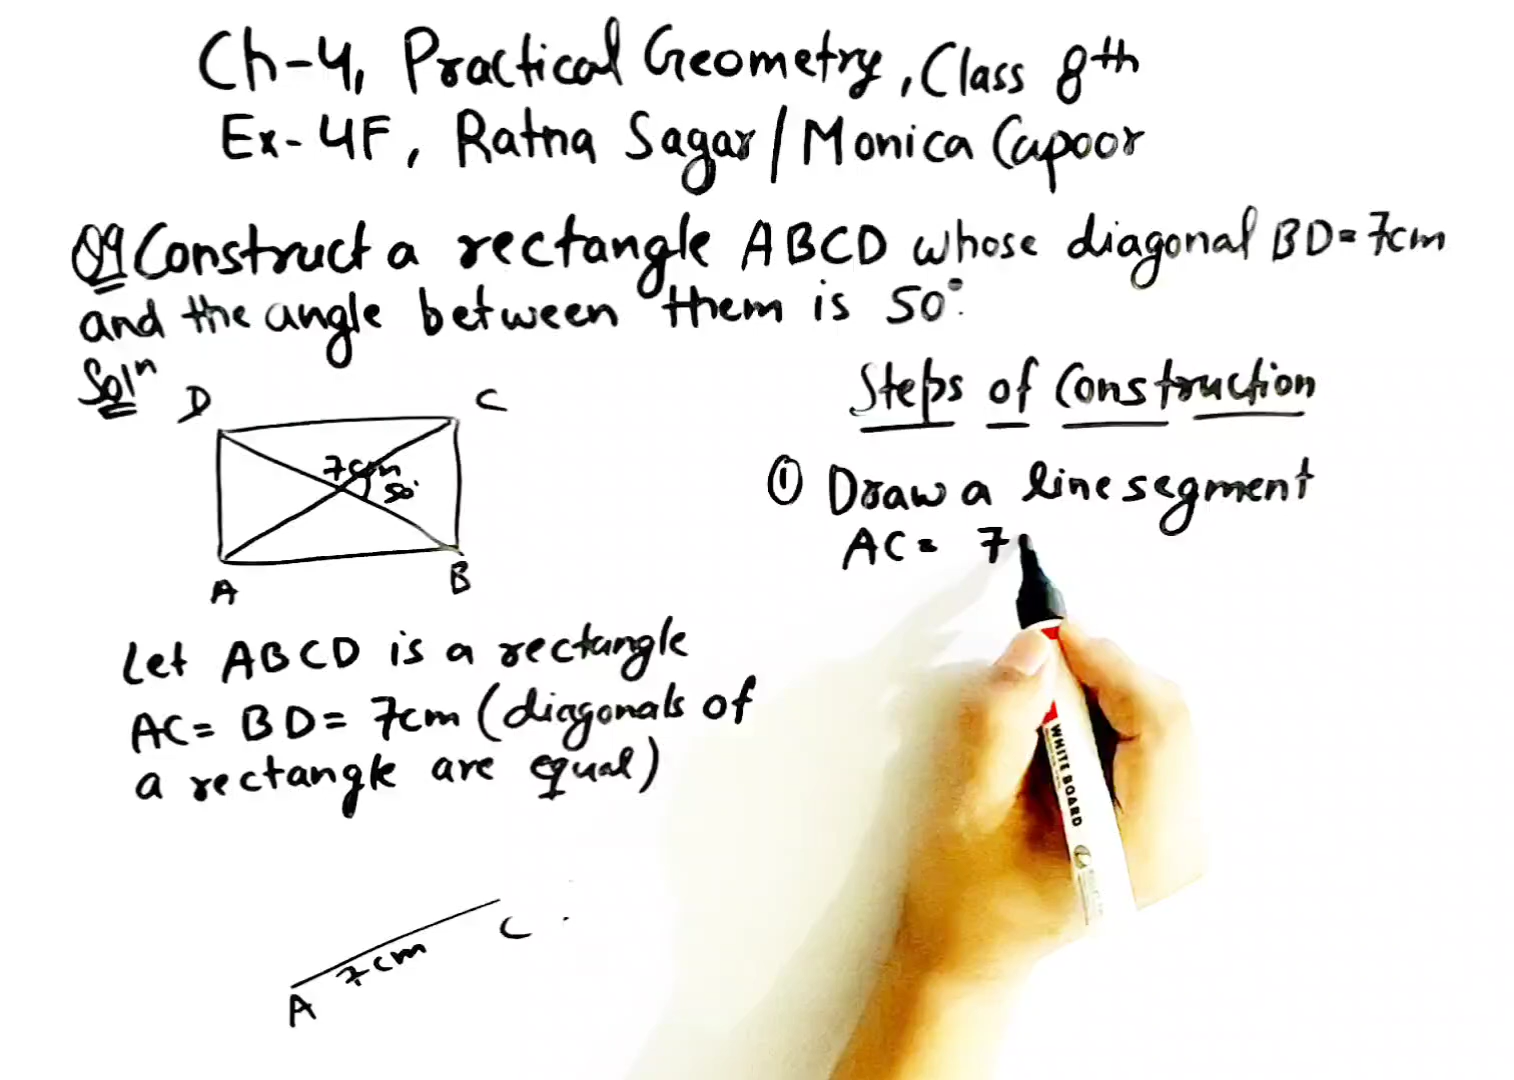 Ch-4, Practical Geometry, Class 8th
Ex-4F, Ratna Sagar/Monica Capoor
Q9 Construct a rectangle ABCD whose diagonal BD=7cm
and the angle between them is 50°.
Solⁿ
D C
7cm
50°
A B
Let ABCD is a rectangle
AC= BD= 7cm (diagonals of
a rectangle are equal)
Steps of Construction
① Draw a line segment
AC= 7
WHITE BOARD
C
7cm
A